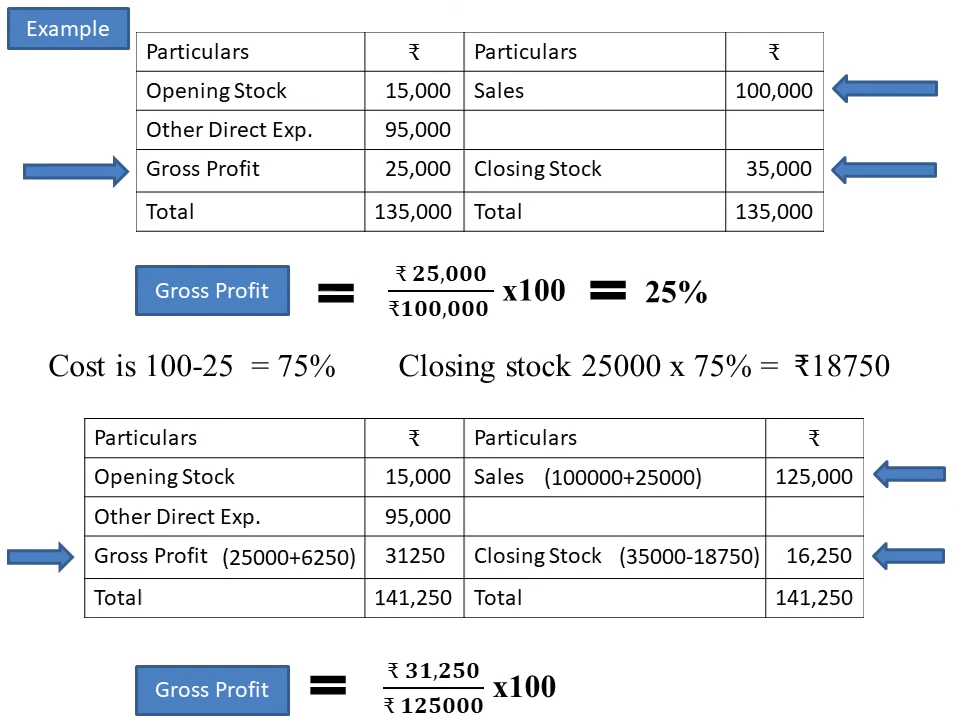 Example
Particulars ₹ Particulars ₹
Opening Stock 15,000 Sales 100,000
Other Direct Exp. 95,000
Gross Profit 25,000 Closing Stock 35,000
Total 135,000 Total 135,000
Gross Profit = ₹ 25,000 / ₹100,000 x100 = 25%
Cost is 100-25 = 75% Closing stock 25000 x 75% = ₹18750
Particulars ₹ Particulars ₹
Opening Stock 15,000 Sales (100000+25000) 125,000
Other Direct Exp. 95,000
Gross Profit (25000+6250) 31250 Closing Stock (35000-18750) 16,250
Total 141,250 Total 141,250
Gross Profit = ₹ 31,250 / ₹ 125000 x100